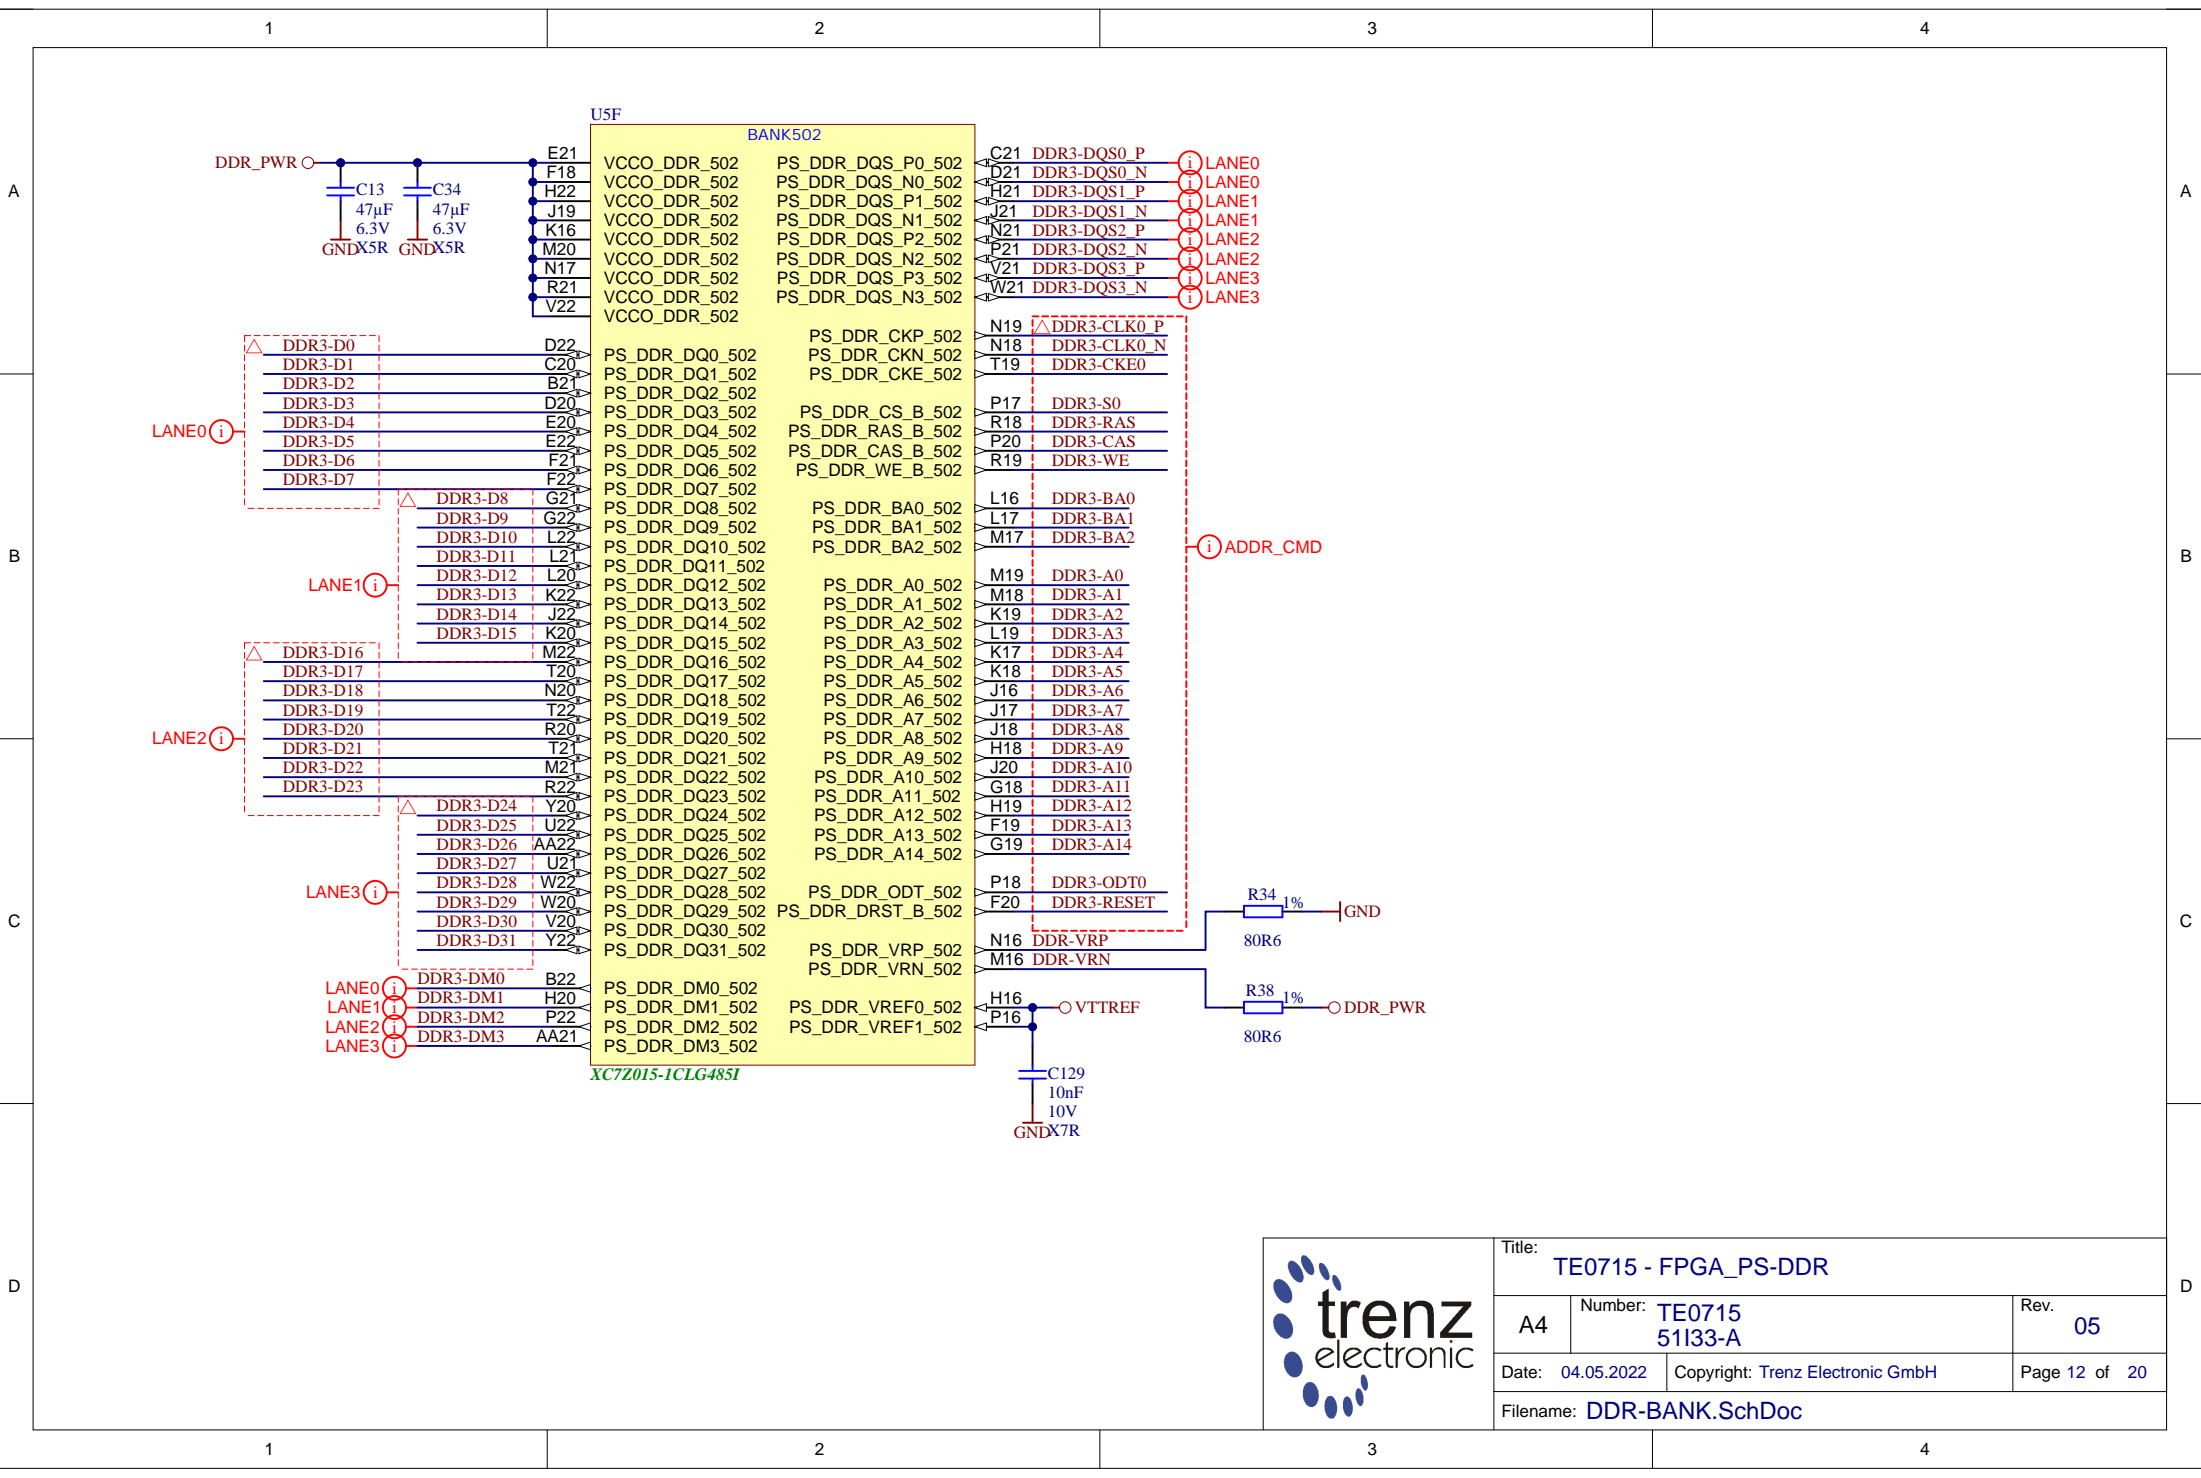 1 2 3 4
A A
B B
C C
D D
U5F
BANK502
DDR_PWR
C13
47µF
6.3V
X5R
GND
C34
47µF
6.3V
X5R
GND
E21 VCCO_DDR_502
F18 VCCO_DDR_502
H22 VCCO_DDR_502
J19 VCCO_DDR_502
K16 VCCO_DDR_502
M20 VCCO_DDR_502
N17 VCCO_DDR_502
R21 VCCO_DDR_502
V22 VCCO_DDR_502
LANE0 i
DDR3-D0 D22 PS_DDR_DQ0_502
DDR3-D1 C20 PS_DDR_DQ1_502
DDR3-D2 B21 PS_DDR_DQ2_502
DDR3-D3 D20 PS_DDR_DQ3_502
DDR3-D4 E20 PS_DDR_DQ4_502
DDR3-D5 E22 PS_DDR_DQ5_502
DDR3-D6 F21 PS_DDR_DQ6_502
DDR3-D7 F22 PS_DDR_DQ7_502
LANE1 i
DDR3-D8 G21 PS_DDR_DQ8_502
DDR3-D9 G22 PS_DDR_DQ9_502
DDR3-D10 L22 PS_DDR_DQ10_502
DDR3-D11 L21 PS_DDR_DQ11_502
DDR3-D12 L20 PS_DDR_DQ12_502
DDR3-D13 K22 PS_DDR_DQ13_502
DDR3-D14 J22 PS_DDR_DQ14_502
DDR3-D15 K20 PS_DDR_DQ15_502
LANE2 i
DDR3-D16 M22 PS_DDR_DQ16_502
DDR3-D17 T20 PS_DDR_DQ17_502
DDR3-D18 N20 PS_DDR_DQ18_502
DDR3-D19 T22 PS_DDR_DQ19_502
DDR3-D20 R20 PS_DDR_DQ20_502
DDR3-D21 T21 PS_DDR_DQ21_502
DDR3-D22 M21 PS_DDR_DQ22_502
DDR3-D23 R22 PS_DDR_DQ23_502
LANE3 i
DDR3-D24 Y20 PS_DDR_DQ24_502
DDR3-D25 U22 PS_DDR_DQ25_502
DDR3-D26 AA22 PS_DDR_DQ26_502
DDR3-D27 U21 PS_DDR_DQ27_502
DDR3-D28 W22 PS_DDR_DQ28_502
DDR3-D29 W20 PS_DDR_DQ29_502
DDR3-D30 V20 PS_DDR_DQ30_502
DDR3-D31 Y22 PS_DDR_DQ31_502
LANE0 i DDR3-DM0 B22 PS_DDR_DM0_502
LANE1 i DDR3-DM1 H20 PS_DDR_DM1_502
LANE2 i DDR3-DM2 P22 PS_DDR_DM2_502
LANE3 i DDR3-DM3 AA21 PS_DDR_DM3_502
XC7Z015-1CLG485I
PS_DDR_DQS_P0_502 C21 DDR3-DQS0_P i LANE0
PS_DDR_DQS_N0_502 D21 DDR3-DQS0_N i LANE0
PS_DDR_DQS_P1_502 H21 DDR3-DQS1_P i LANE1
PS_DDR_DQS_N1_502 J21 DDR3-DQS1_N i LANE1
PS_DDR_DQS_P2_502 N21 DDR3-DQS2_P i LANE2
PS_DDR_DQS_N2_502 P21 DDR3-DQS2_N i LANE2
PS_DDR_DQS_P3_502 V21 DDR3-DQS3_P i LANE3
PS_DDR_DQS_N3_502 W21 DDR3-DQS3_N i LANE3
PS_DDR_CKP_502 N19 DDR3-CLK0_P
PS_DDR_CKN_502 N18 DDR3-CLK0_N
PS_DDR_CKE_502 T19 DDR3-CKE0
PS_DDR_CS_B_502 P17 DDR3-S0
PS_DDR_RAS_B_502 R18 DDR3-RAS
PS_DDR_CAS_B_502 P20 DDR3-CAS
PS_DDR_WE_B_502 R19 DDR3-WE
PS_DDR_BA0_502 L16 DDR3-BA0
PS_DDR_BA1_502 L17 DDR3-BA1
PS_DDR_BA2_502 M17 DDR3-BA2
i ADDR_CMD
PS_DDR_A0_502 M19 DDR3-A0
PS_DDR_A1_502 M18 DDR3-A1
PS_DDR_A2_502 K19 DDR3-A2
PS_DDR_A3_502 L19 DDR3-A3
PS_DDR_A4_502 K17 DDR3-A4
PS_DDR_A5_502 K18 DDR3-A5
PS_DDR_A6_502 J16 DDR3-A6
PS_DDR_A7_502 J17 DDR3-A7
PS_DDR_A8_502 J18 DDR3-A8
PS_DDR_A9_502 H18 DDR3-A9
PS_DDR_A10_502 J20 DDR3-A10
PS_DDR_A11_502 G18 DDR3-A11
PS_DDR_A12_502 H19 DDR3-A12
PS_DDR_A13_502 F19 DDR3-A13
PS_DDR_A14_502 G19 DDR3-A14
PS_DDR_ODT_502 P18 DDR3-ODT0
PS_DDR_DRST_B_502 F20 DDR3-RESET
PS_DDR_VRP_502 N16 DDR-VRP
PS_DDR_VRN_502 M16 DDR-VRN
R34 1% GND
80R6
R38 1% DDR_PWR
80R6
PS_DDR_VREF0_502 H16 VTTREF
PS_DDR_VREF1_502 P16
C129
10nF
10V
X7R
GND
trenz
electronic
Title: TE0715 - FPGA_PS-DDR
A4
Number: TE0715
51I33-A
Rev. 05
Date: 04.05.2022 Copyright: Trenz Electronic GmbH Page 12 of 20
Filename: DDR-BANK.SchDoc
1 2 3 4